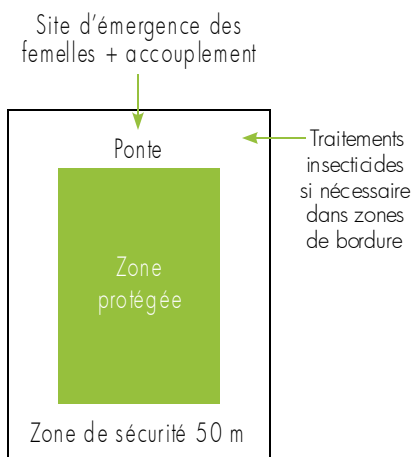 Site d'émergence des
femelles + accouplement
Ponte
Traitements
insecticides
si nécessaire
dans zones
de bordure
Zone
protégée
Zone de sécurité 50 m